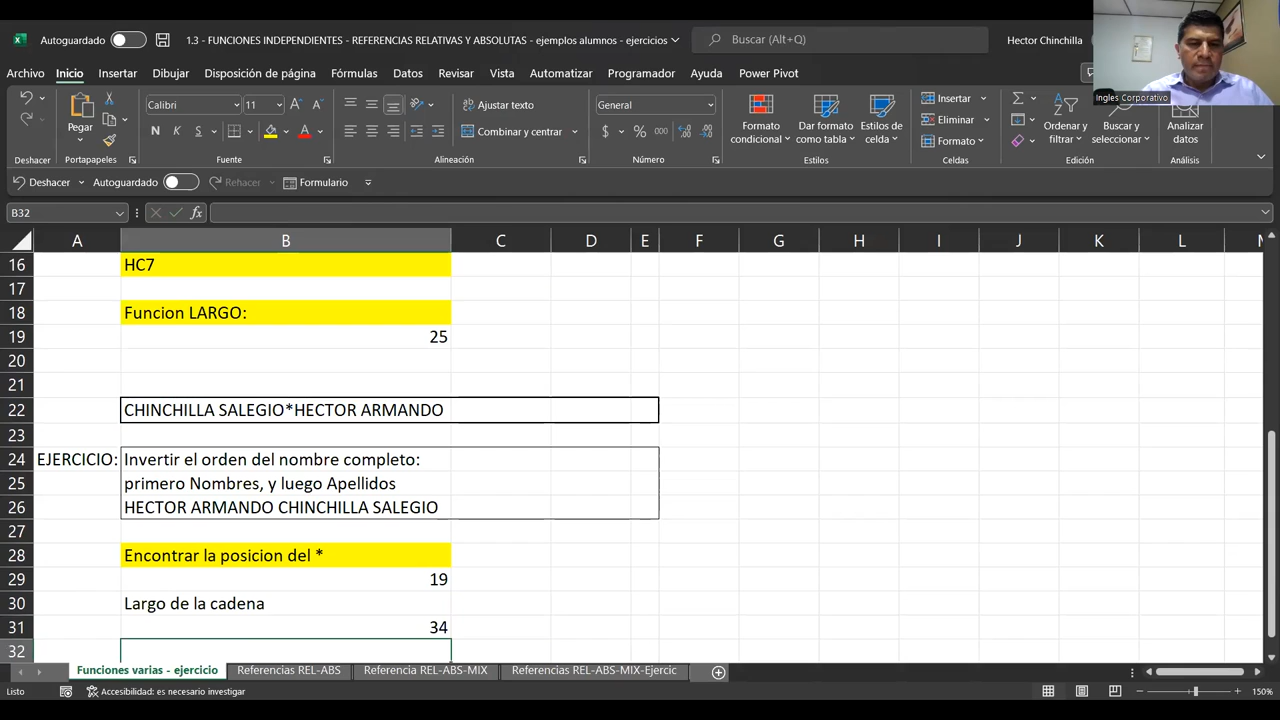 Autoguardado
1.3 - FUNCIONES INDEPENDIENTES - REFERENCIAS RELATIVAS Y ABSOLUTAS - ejemplos alumnos - ejercicios
Buscar (Alt+Q)
Hector Chinchilla
Ingles Corporativo
Archivo Inicio Insertar Dibujar Disposición de página Fórmulas Datos Revisar Vista Automatizar Programador Ayuda Power Pivot
Pegar
Calibri 11
N K S
Ajustar texto
Combinar y centrar
General
$ % 000
Formato condicional
Dar formato como tabla
Estilos de celda
Insertar
Eliminar
Formato
Ordenar y filtrar
Buscar y seleccionar
Analizar datos
Deshacer Portapapeles Fuente Alineación Número Estilos Celdas Edición Análisis
Deshacer Autoguardado Rehacer Formulario
B32 fx
A B C D E F G H I J K L M
16 HC7
17
18 Funcion LARGO:
19 25
20
21
22 CHINCHILLA SALEGIO*HECTOR ARMANDO
23
24 EJERCICIO: Invertir el orden del nombre completo:
25 primero Nombres, y luego Apellidos
26 HECTOR ARMANDO CHINCHILLA SALEGIO
27
28 Encontrar la posicion del *
29 19
30 Largo de la cadena
31 34
32
Funciones varias - ejercicio Referencias REL-ABS Referencia REL-ABS-MIX Referencias REL-ABS-MIX-Ejercic
Listo Accesibilidad: es necesario investigar 150%